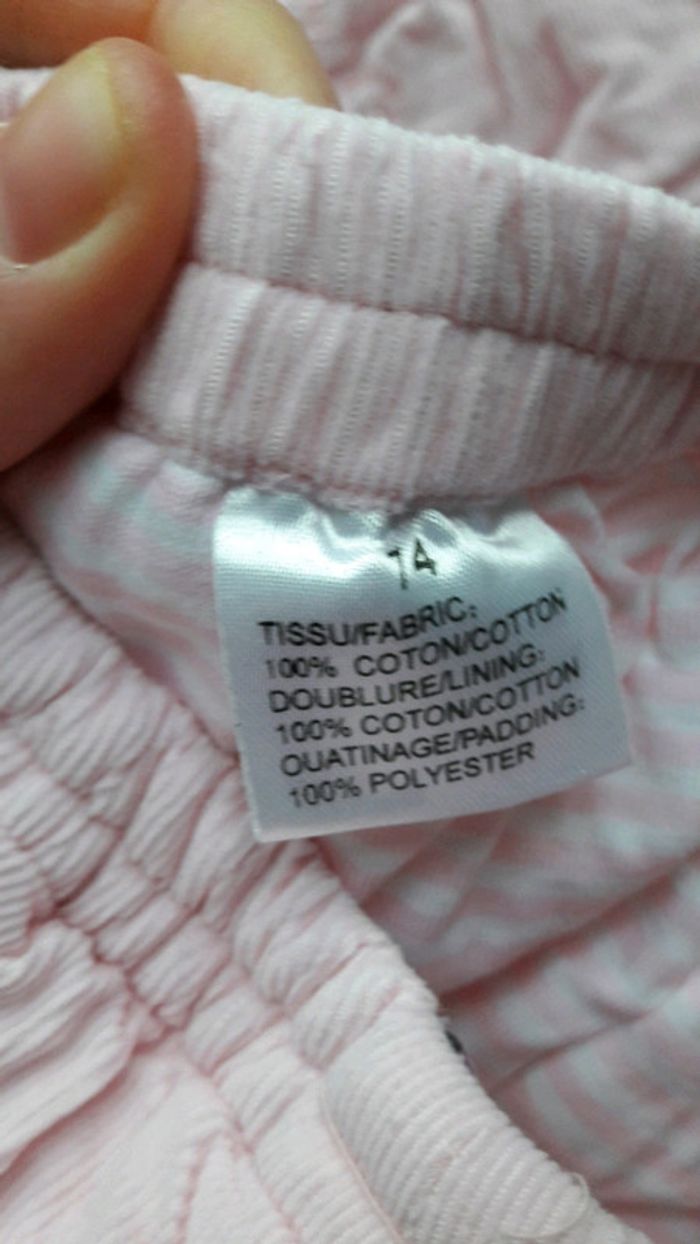 14
TISSU/FABRIC:
100% COTON/COTTON
DOUBLURE/LINING:
100% COTON/COTTON
OUATINAGE/PADDING:
100% POLYESTER